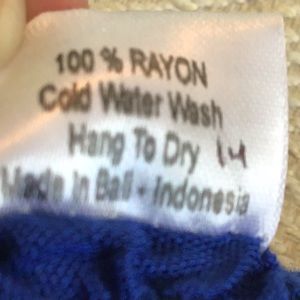 100 % RAYON
Cold Water Wash
Hang To Dry 14
Made In Bali - Indonesia